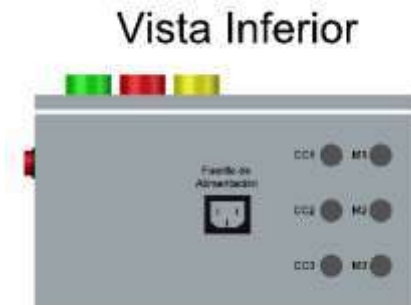 Vista Inferior
Fuente de
Alimentación
CC1 M1
CC2 M2
CC3 M3